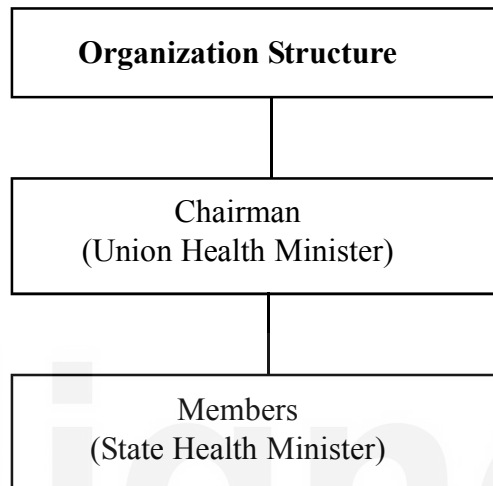 Organization Structure
Chairman
(Union Health Minister)
Members
(State Health Minister)